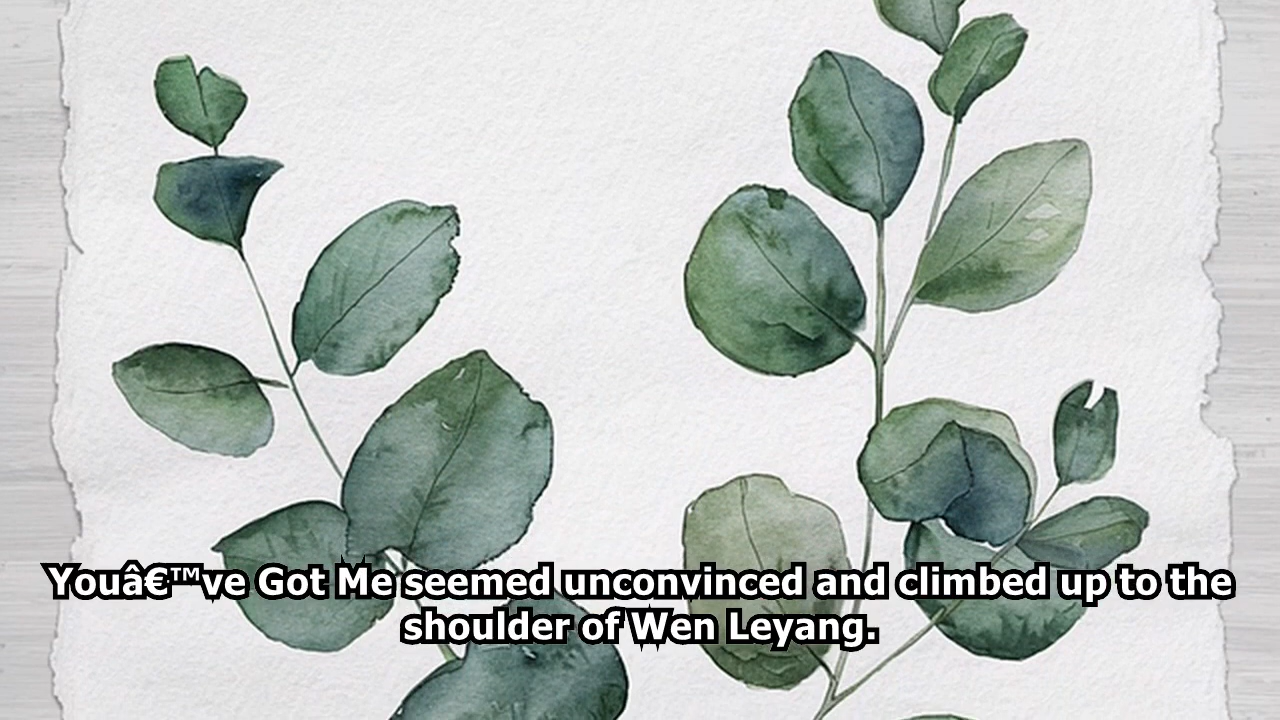 Youâ€™ve Got Me seemed unconvinced and climbed up to the
shoulder of Wen Leyang.